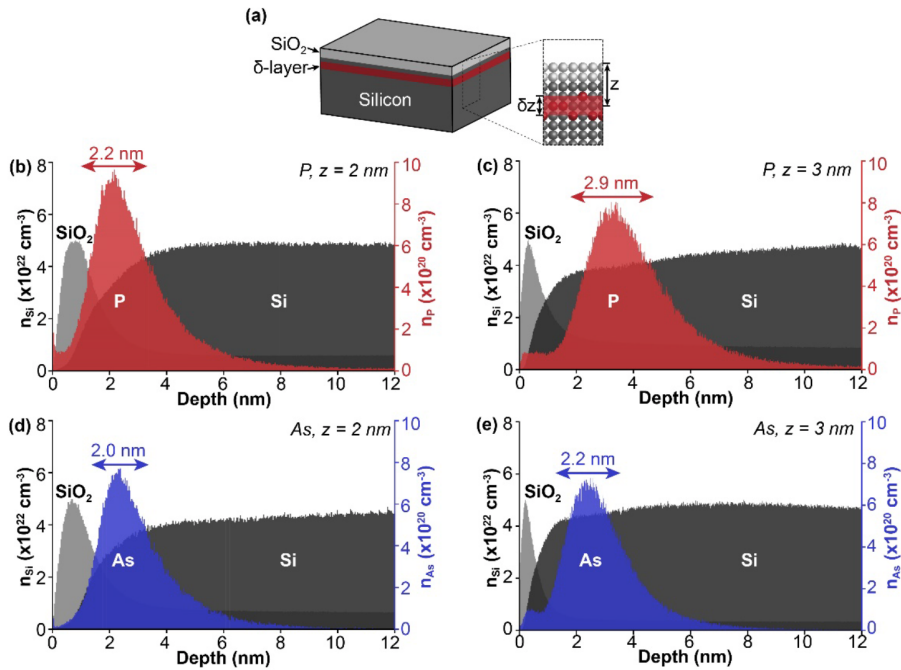 (a)
SiO₂
δ-layer
Silicon
δz
z
(b)
2.2 nm
P, z = 2 nm
SiO₂
P
Si
n_Si (x10²² cm⁻³)
n_P (x10²⁰ cm⁻³)
8
6
4
2
0
10
8
6
4
2
0
0 2 4 6 8 10 12
Depth (nm)
(c)
2.9 nm
P, z = 3 nm
SiO₂
P
Si
n_Si (x10²² cm⁻³)
n_P (x10²⁰ cm⁻³)
8
6
4
2
0
10
8
6
4
2
0
0 2 4 6 8 10 12
Depth (nm)
(d)
2.0 nm
As, z = 2 nm
SiO₂
As
Si
n_Si (x10²² cm⁻³)
n_As (x10²⁰ cm⁻³)
8
6
4
2
0
10
8
6
4
2
0
0 2 4 6 8 10 12
Depth (nm)
(e)
2.2 nm
As, z = 3 nm
SiO₂
As
Si
n_Si (x10²² cm⁻³)
n_As (x10²⁰ cm⁻³)
8
6
4
2
0
10
8
6
4
2
0
0 2 4 6 8 10 12
Depth (nm)